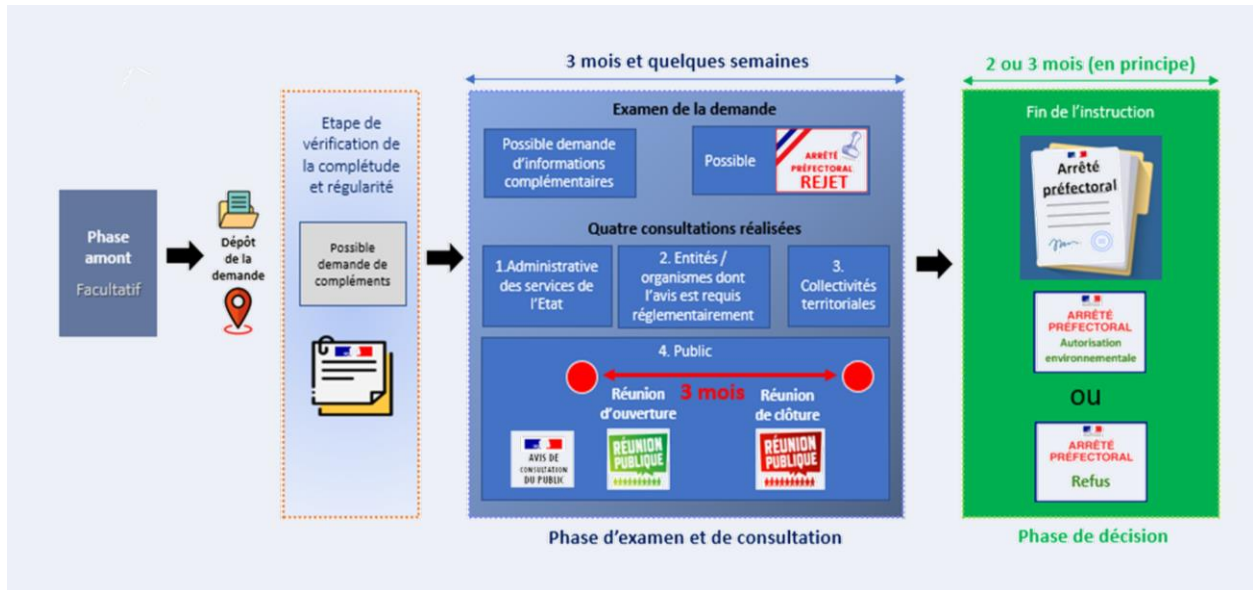 Phase
amont
Facultatif
Dépôt
de la
demande
Etape de
vérification de
la complétude
et régularité
Possible
demande de
compléments
3 mois et quelques semaines
Examen de la demande
Possible demande
d'informations
complémentaires
Possible
ARRÊTÉ
PRÉFECTORAL
REJET
Quatre consultations réalisées
1.Administrative
des services de
l'Etat
2. Entités /
organismes dont
l'avis est requis
réglementairement
3.
Collectivités
territoriales
4. Public
3 mois
Réunion
d'ouverture
Réunion
de clôture
AVIS DE
CONSULTATION
DU PUBLIC
RÉUNION
PUBLIQUE
RÉUNION
PUBLIQUE
Phase d'examen et de consultation
2 ou 3 mois (en principe)
Fin de l'instruction
Arrêté
préfectoral
ARRÊTÉ
PRÉFECTORAL
Autorisation
environnementale
ou
ARRÊTÉ
PRÉFECTORAL
Refus
Phase de décision